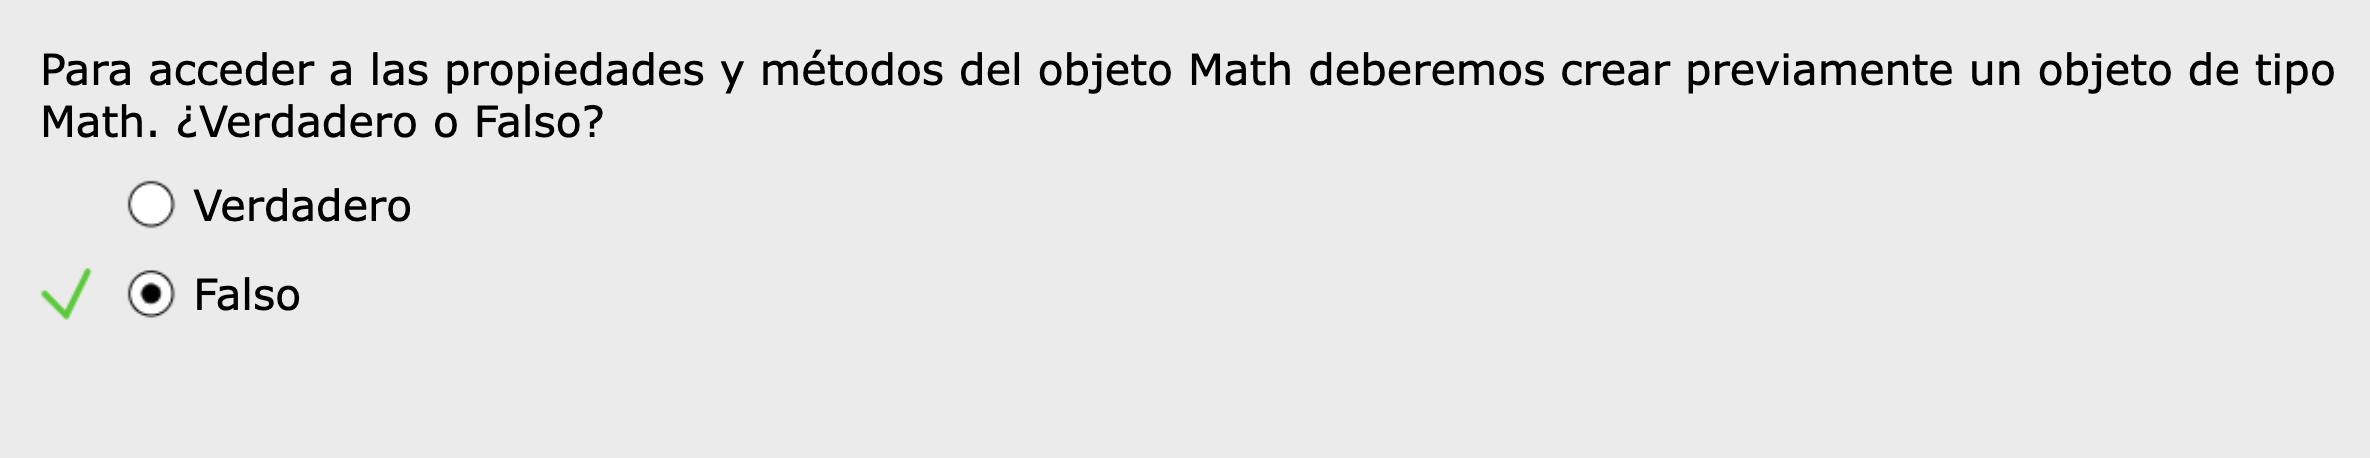 Para acceder a las propiedades y métodos del objeto Math deberemos crear previamente un objeto de tipo
Math. ¿Verdadero o Falso?
Verdadero
Falso